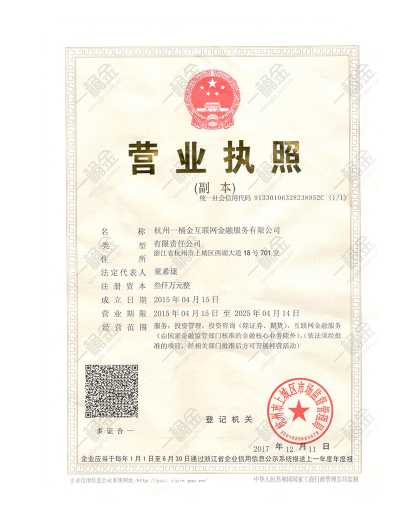 营业执照
(副 本)
统一社会信用代码 91330106328238952C (1/1)
名 称 杭州一桶金互联网金融服务有限公司
类 型 有限责任公司
住 所 浙江省杭州市上城区西湖大道18号701室
法定代表人 童希康
注册资本 叁仟万元整
成立日期 2015年04月15日
营业期限 2015年04月15日至2025年04月14日
经营范围 服务：投资管理，投资咨询（除证券、期货），互联网金融服务
（由国家金融监管部门核准的金融核心业务除外）。（依法须经批
准的项目，经相关部门批准后方可开展经营活动）
多证合一
登记机关
杭州市上城区市场监督管理局
2017年12月11日
企业应当于每年1月1日至6月30日通过浙江省企业信用信息公示系统报送上一年度年度报
企业信用信息公示系统网址:
中华人民共和国国家工商行政管理总局监制
一桶金